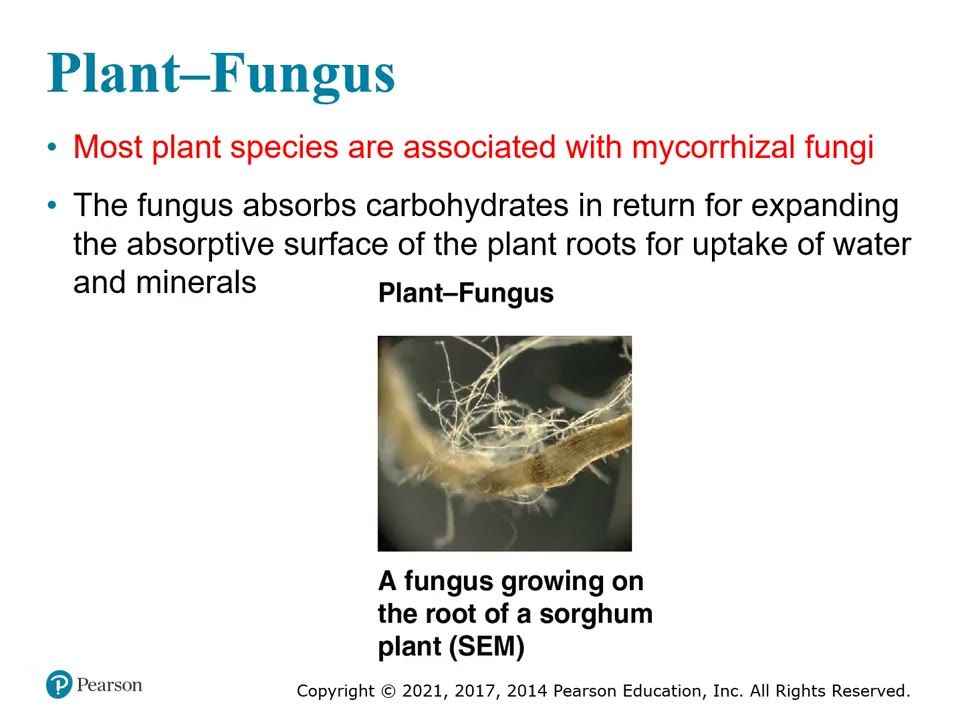 Plant–Fungus
• Most plant species are associated with mycorrhizal fungi
• The fungus absorbs carbohydrates in return for expanding
the absorptive surface of the plant roots for uptake of water
and minerals
Plant–Fungus
A fungus growing on
the root of a sorghum
plant (SEM)
P Pearson
Copyright © 2021, 2017, 2014 Pearson Education, Inc. All Rights Reserved.